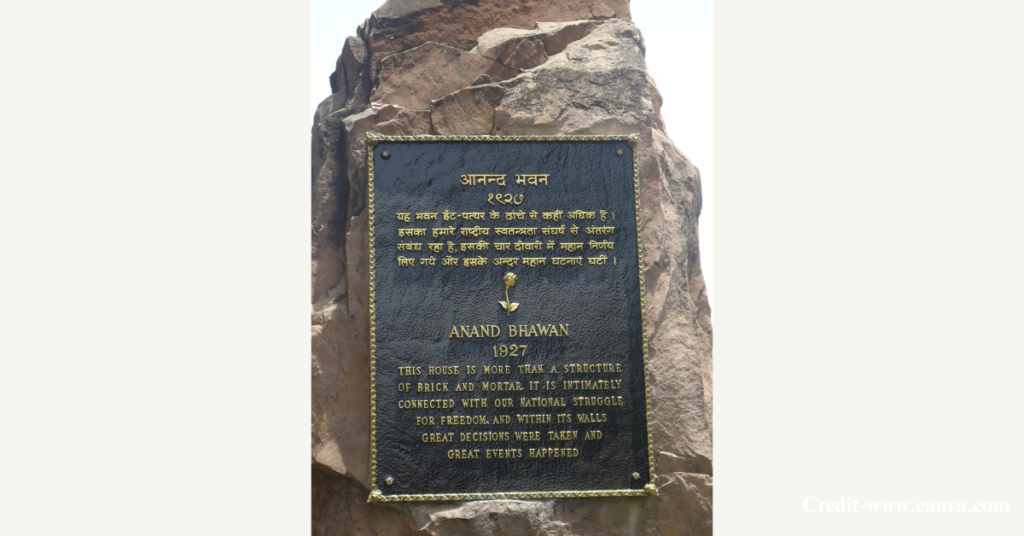 आनन्द भवन
१९२७
यह भवन ईंट-पत्थर के ढांचे से कहीं अधिक है ।
इसका हमारे राष्ट्रीय स्वतन्त्रता संघर्ष से अंतरंग
संबंध रहा है, इसकी चार दीवारी में महान निर्णय
लिए गये और इसके अन्दर महान घटनाएं घटीं ।
ANAND BHAWAN
1927
THIS HOUSE IS MORE THAN A STRUCTURE
OF BRICK AND MORTAR. IT IS INTIMATELY
CONNECTED WITH OUR NATIONAL STRUGGLE
FOR FREEDOM, AND WITHIN ITS WALLS
GREAT DECISIONS WERE TAKEN AND
GREAT EVENTS HAPPENED
Credit-www.canva.com